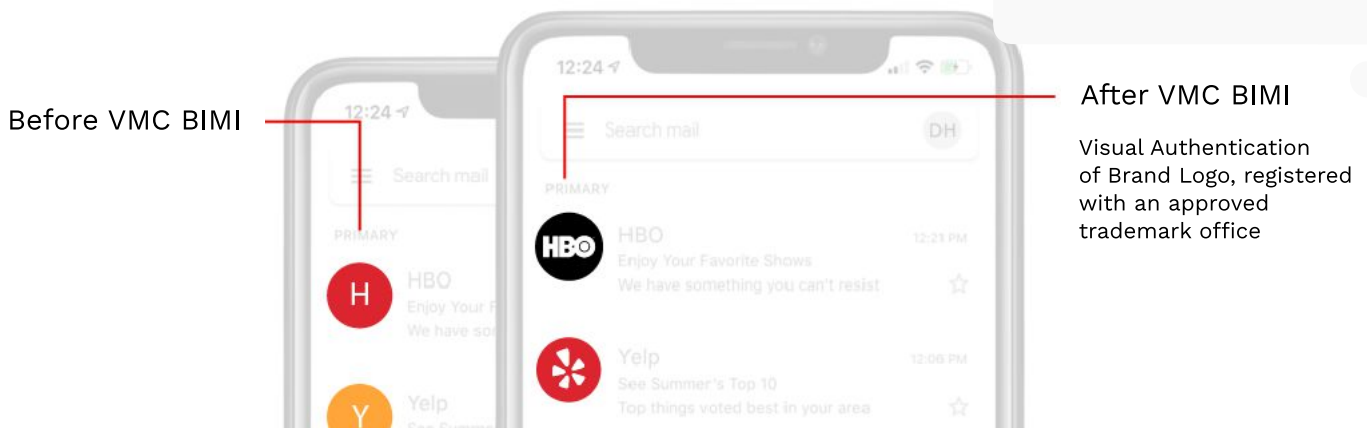 Before VMC BIMI
12:24
Search mail
PRIMARY
H
HBO
Enjoy Your F
We have som
Y
Yelp
See Summe
12:24
Search mail
DH
PRIMARY
HBO
HBO
12:21 PM
Enjoy Your Favorite Shows
We have something you can't resist
Yelp
12:06 PM
See Summer's Top 10
Top things voted best in your area
After VMC BIMI
Visual Authentication
of Brand Logo, registered
with an approved
trademark office